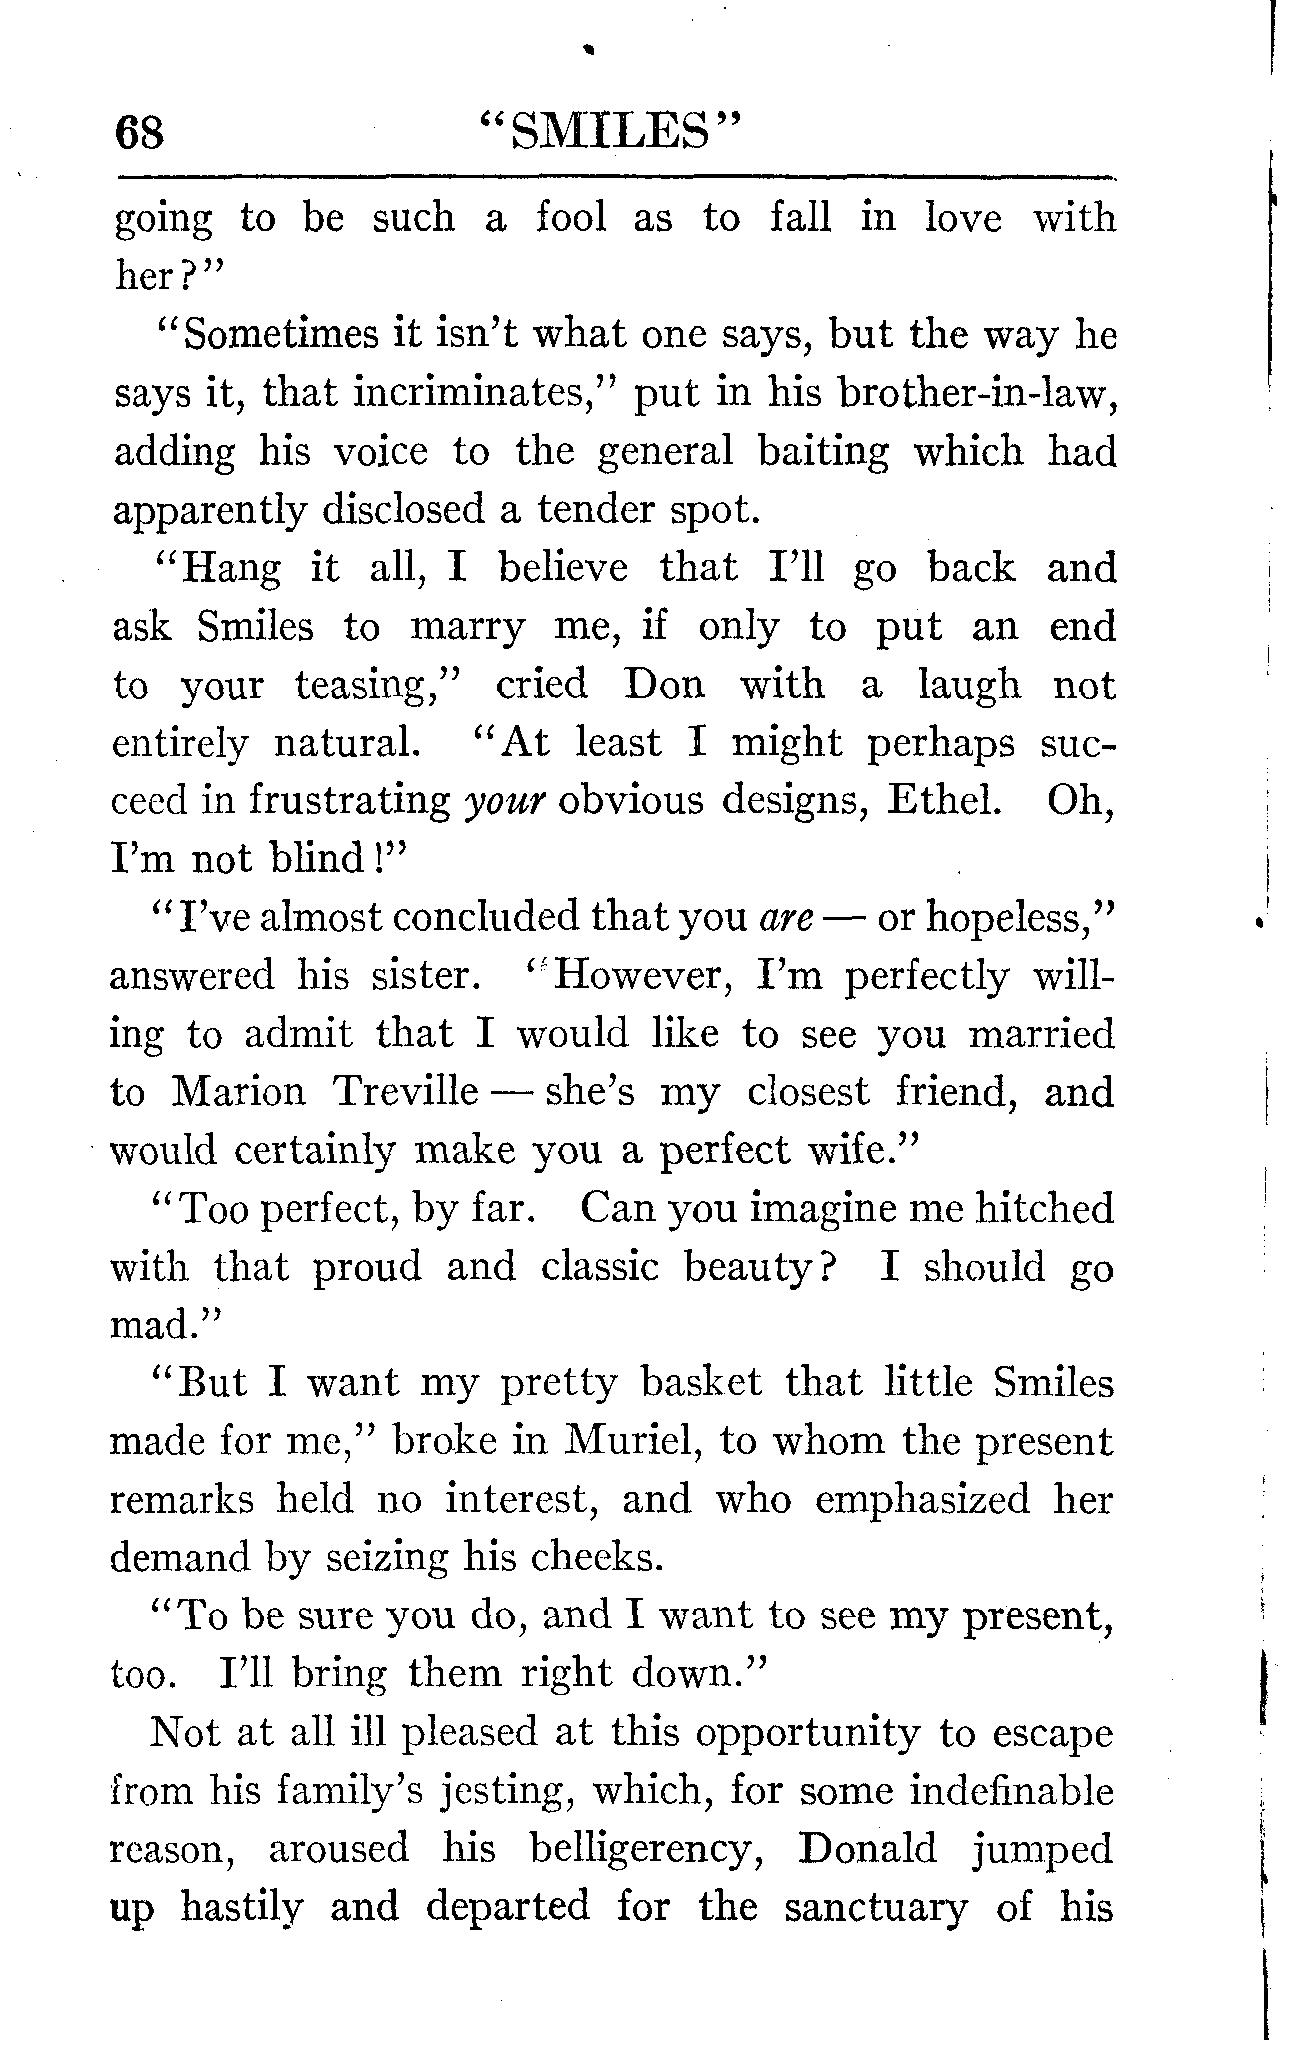 68 "SMILES"
going to be such a fool as to fall in love with
her?"
"Sometimes it isn't what one says, but the way he
says it, that incriminates," put in his brother-in-law,
adding his voice to the general baiting which had
apparently disclosed a tender spot.
"Hang it all, I believe that I'll go back and
ask Smiles to marry me, if only to put an end
to your teasing," cried Don with a laugh not
entirely natural. "At least I might perhaps suc-
ceed in frustrating your obvious designs, Ethel. Oh,
I'm not blind!"
"I've almost concluded that you are — or hopeless,"
answered his sister. "However, I'm perfectly will-
ing to admit that I would like to see you married
to Marion Treville — she's my closest friend, and
would certainly make you a perfect wife."
"Too perfect, by far. Can you imagine me hitched
with that proud and classic beauty? I should go
mad."
"But I want my pretty basket that little Smiles
made for me," broke in Muriel, to whom the present
remarks held no interest, and who emphasized her
demand by seizing his cheeks.
"To be sure you do, and I want to see my present,
too. I'll bring them right down."
Not at all ill pleased at this opportunity to escape
from his family's jesting, which, for some indefinable
reason, aroused his belligerency, Donald jumped
up hastily and departed for the sanctuary of his